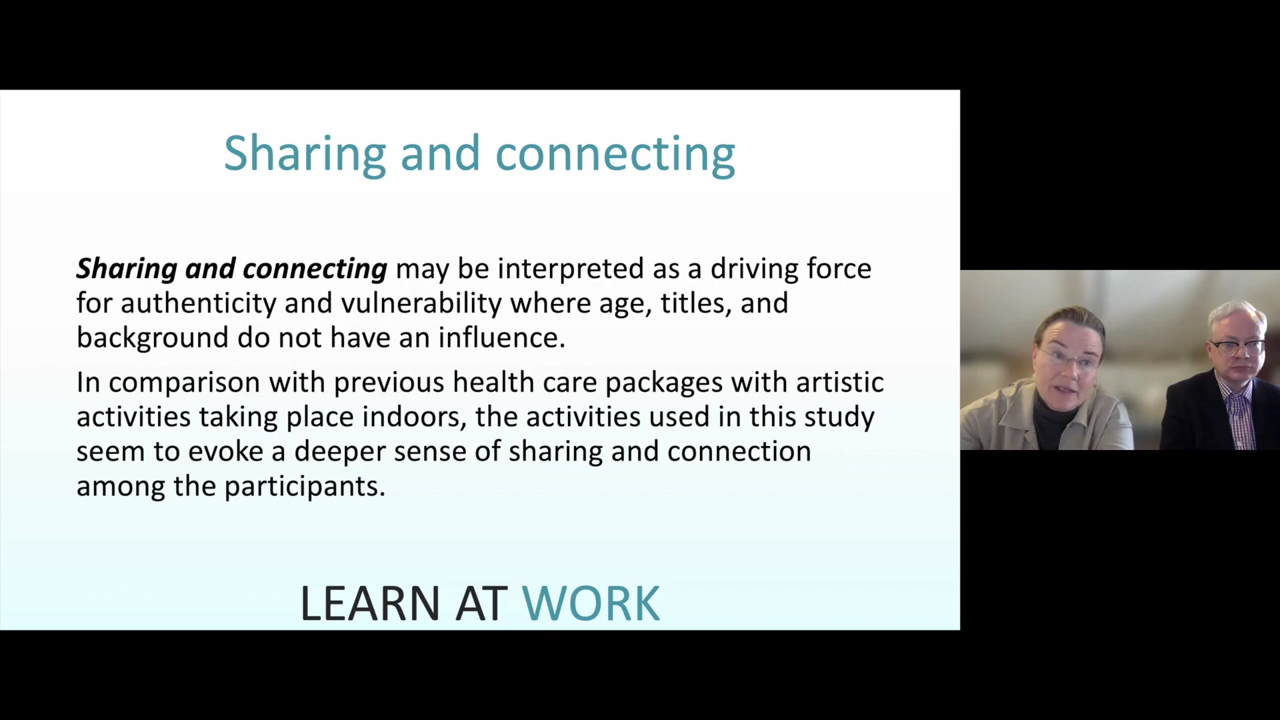 Sharing and connecting
Sharing and connecting may be interpreted as a driving force
for authenticity and vulnerability where age, titles, and
background do not have an influence.
In comparison with previous health care packages with artistic
activities taking place indoors, the activities used in this study
seem to evoke a deeper sense of sharing and connection
among the participants.
LEARN AT WORK